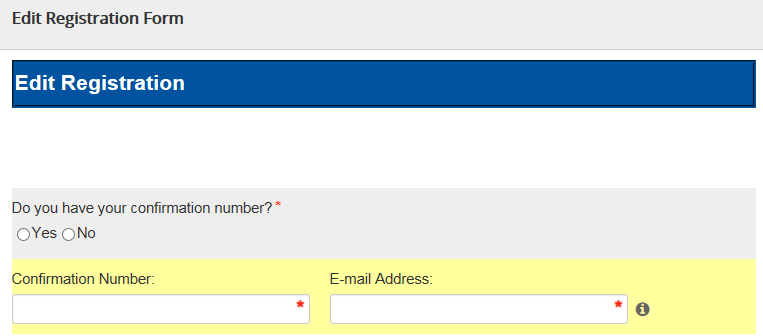 Edit Registration Form
Edit Registration
Do you have your confirmation number?*
Yes No
Confirmation Number: E-mail Address:
* *